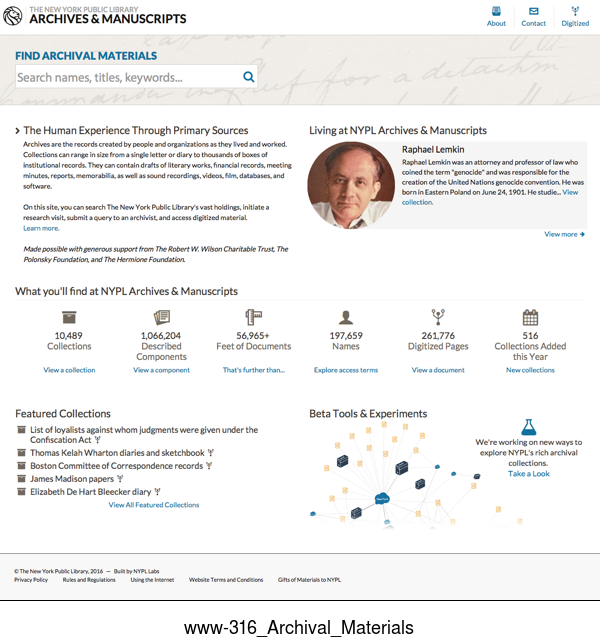 THE NEW YORK PUBLIC LIBRARY
ARCHIVES & MANUSCRIPTS
About
Contact
Digitized
FIND ARCHIVAL MATERIALS
Search names, titles, keywords...
The Human Experience Through Primary Sources
Archives are the records created by people and organizations as they lived and worked.
Collections can range in size from a single letter or diary to thousands of boxes of
institutional records. They can contain drafts of literary works, financial records, meeting
minutes, reports, memorabilia, as well as sound recordings, videos, film, databases, and
software.
On this site, you can search The New York Public Library's vast holdings, initiate a
research visit, submit a query to an archivist, and access digitized material.
Learn more.
Made possible with generous support from The Robert W. Wilson Charitable Trust, The
Polonsky Foundation, and The Hermione Foundation.
Living at NYPL Archives & Manuscripts
Raphael Lemkin
Raphael Lemkin was an attorney and professor of law who
coined the term "genocide" and was responsible for the
creation of the United Nations genocide convention. He was
born in Eastern Poland on June 24, 1901. He studie... View
collection.
View more
What you'll find at NYPL Archives & Manuscripts
10,489
Collections
View a collection
1,066,204
Described
Components
View a component
56,965+
Feet of Documents
That's further than...
197,659
Names
Explore access terms
261,776
Digitized Pages
View a document
516
Collections Added
this Year
New collections
Featured Collections
List of loyalists against whom judgments were given under the
Confiscation Act
Thomas Kelah Wharton diaries and sketchbook
Boston Committee of Correspondence records
James Madison papers
Elizabeth De Hart Bleecker diary
View All Featured Collections
Beta Tools & Experiments
We're working on new ways to
explore NYPL's rich archival
collections.
Take a Look
© The New York Public Library, 2016 — Built by NYPL Labs
Privacy Policy Rules and Regulations Using the Internet Website Terms and Conditions Gifts of Materials to NYPL
www-316_Archival_Materials